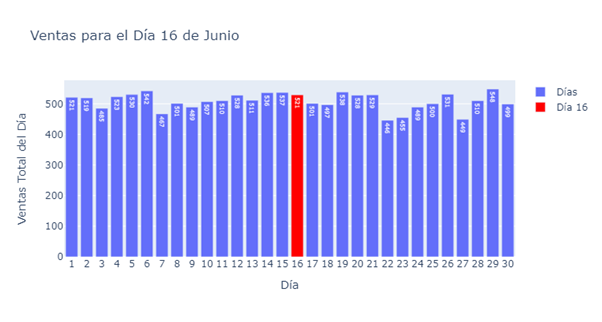 Ventas para el Día 16 de Junio
Días
Día 16
Ventas Total del Día
500
400
300
200
100
0
521 519 485 523 530 542 467 501 489 507 510 528 511 536 537 521 501 497 538 528 529 446 455 489 500 531 449 510 548 499
1 2 3 4 5 6 7 8 9 10 11 12 13 14 15 16 17 18 19 20 21 22 23 24 25 26 27 28 29 30
Día